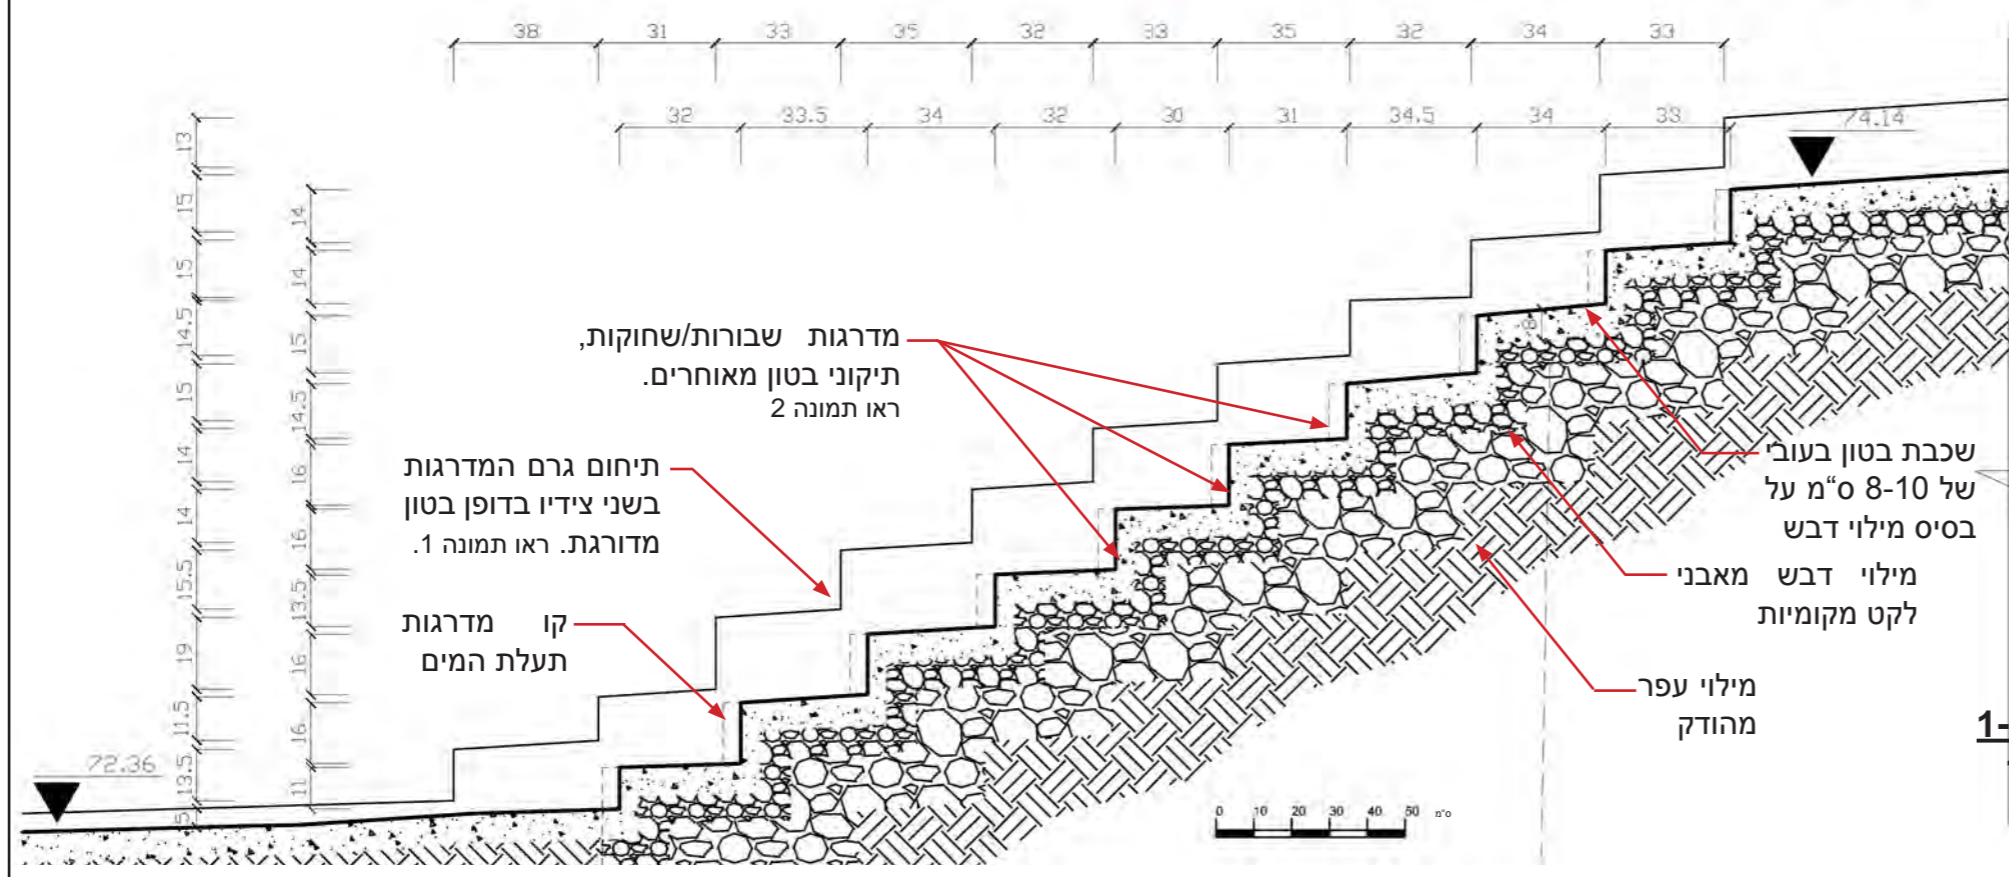 38 31 33 35 32 33 35 32 34 33
32 33.5 34 32 30 31 34.5 34 33
74.14
13
15
15
14.5
15
14
14
15.5
19
11.5
13.5
5
14
14
15
14.5
16
16
13.5
16
16
11
72.36
מדרגות שבורות/שחוקות,
תיקוני בטון מאוחרים.
ראו תמונה 2
תיחום גרם המדרגות
בשני צידיו בדופן בטון
מדורגת. ראו תמונה 1.
קו מדרגות
תעלת המים
שכבת בטון בעובי
של 8-10 ס"מ על
בסיס מילוי דבש
מילוי דבש מאבני
לקט מקומיות
מילוי עפר
מהודק
1-
8
0 10 20 30 40 50 ס"מ